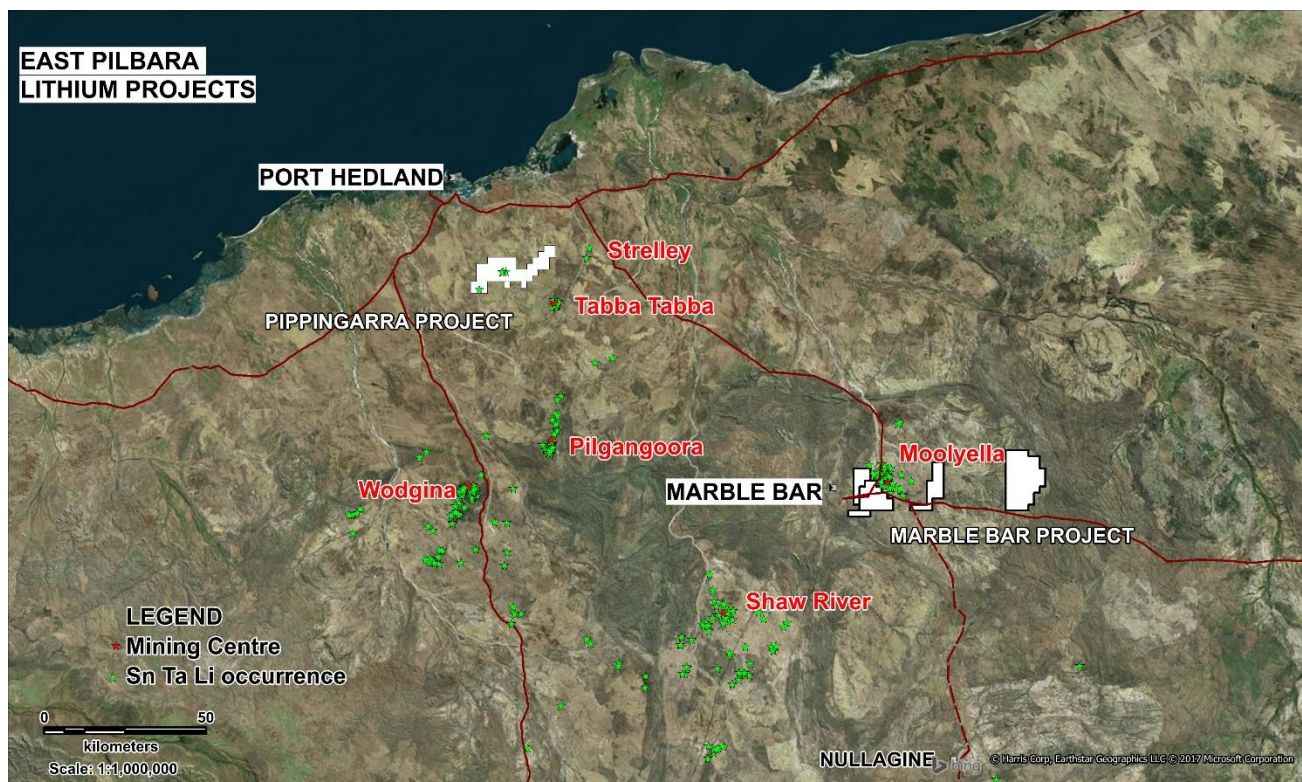 EAST PILBARA
LITHIUM PROJECTS
PORT HEDLAND
Strelley
Tabba Tabba
PIPPINGARRA PROJECT
Pilgangoora
Moolyella
Wodgina
MARBLE BAR
MARBLE BAR PROJECT
Shaw River
LEGEND
Mining Centre
Sn Ta Li occurrence
0 50
kilometers
Scale: 1:1,000,000
NULLAGINE
bing
© Harris Corp, Earthstar Geographics LLC © 2017 Microsoft Corporation